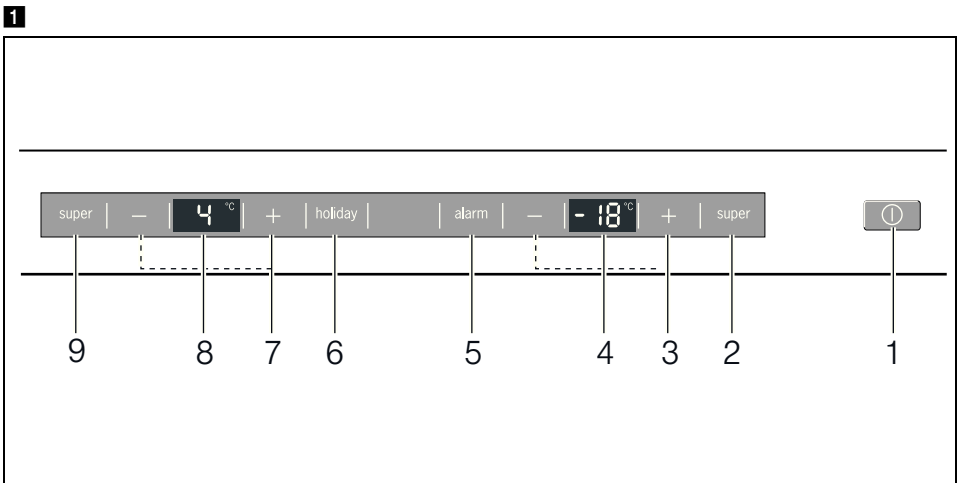 1
super | − | 4 °C | + | holiday | | alarm | − | -18 °C | + | super
9 8 7 6 5 4 3 2 1